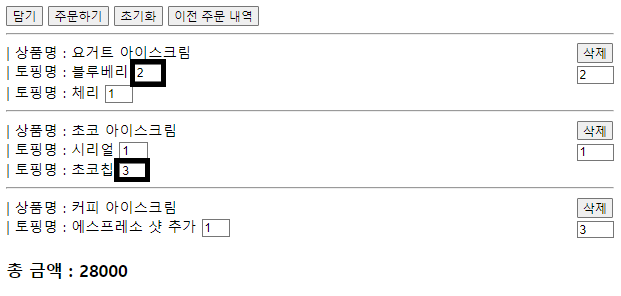 담기 주문하기 초기화 이전 주문 내역
| 상품명 : 요거트 아이스크림 삭제
| 토핑명 : 블루베리 2 2
| 토핑명 : 체리 1
| 상품명 : 초코 아이스크림 삭제
| 토핑명 : 시리얼 1 1
| 토핑명 : 초코칩 3
| 상품명 : 커피 아이스크림 삭제
| 토핑명 : 에스프레소 샷 추가 1 3
총 금액 : 28000